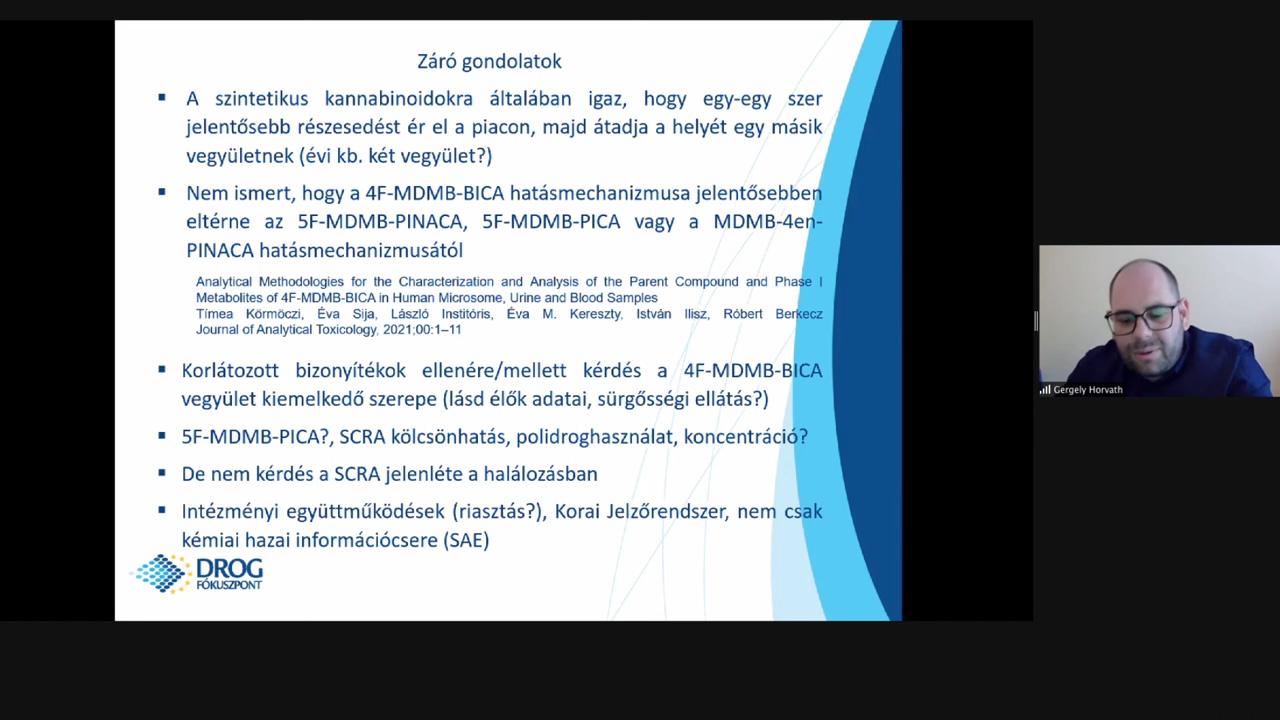 Záró gondolatok
▪ A szintetikus kannabinoidokra általában igaz, hogy egy-egy szer
jelentősebb részesedést ér el a piacon, majd átadja a helyét egy másik
vegyületnek (évi kb. két vegyület?)
▪ Nem ismert, hogy a 4F-MDMB-BICA hatásmechanizmusa jelentősebben
eltérne az 5F-MDMB-PINACA, 5F-MDMB-PICA vagy a MDMB-4en-
PINACA hatásmechanizmusától
Analytical Methodologies for the Characterization and Analysis of the Parent Compound and Phase I
Metabolites of 4F-MDMB-BICA in Human Microsome, Urine and Blood Samples
Tímea Körmöczi, Éva Sija, László Institóris, Éva M. Kereszty, István Ilisz, Róbert Berkecz
Journal of Analytical Toxicology, 2021;00:1–11
▪ Korlátozott bizonyítékok ellenére/mellett kérdés a 4F-MDMB-BICA
vegyület kiemelkedő szerepe (lásd élők adatai, sürgősségi ellátás?)
▪ 5F-MDMB-PICA?, SCRA kölcsönhatás, polidroghasználat, koncentráció?
▪ De nem kérdés a SCRA jelenléte a halálozásban
▪ Intézményi együttműködések (riasztás?), Korai Jelzőrendszer, nem csak
kémiai hazai információcsere (SAE)
DROG
FÓKUSZPONT
Gergely Horvath